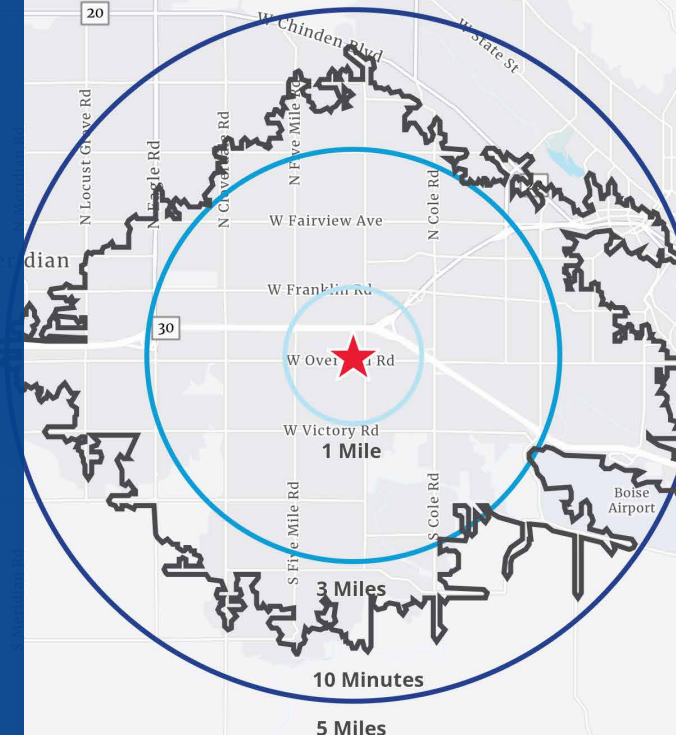 20
W Chinden Blvd
W State St
N Locust Grove Rd
N Eagle Rd
N Five Mile Rd
N Cole Rd
W Fairview Ave
W Franklin Rd
30
W Rd
W Victory Rd
1 Mile
S Five Mile Rd
S Cole Rd
Boise
Airport
3 Miles
10 Minutes
5 Miles